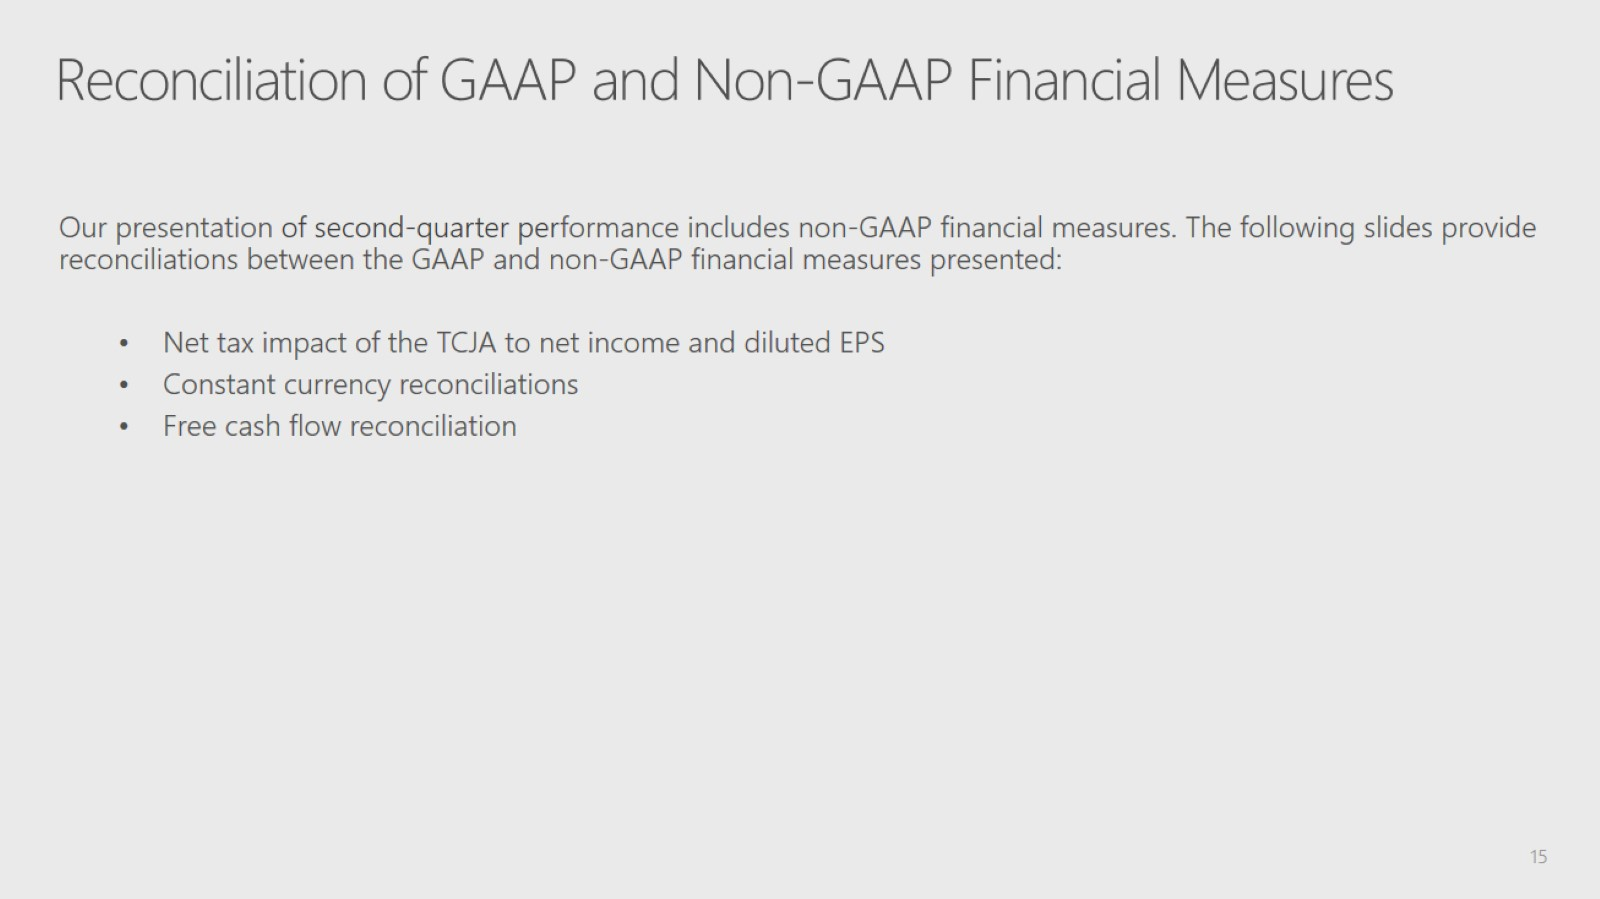 Reconciliation of GAAP and Non-GAAP Financial Measures
Our presentation of second-quarter performance includes non-GAAP financial measures. The following slides provide
reconciliations between the GAAP and non-GAAP financial measures presented:
• Net tax impact of the TCJA to net income and diluted EPS
• Constant currency reconciliations
• Free cash flow reconciliation
15